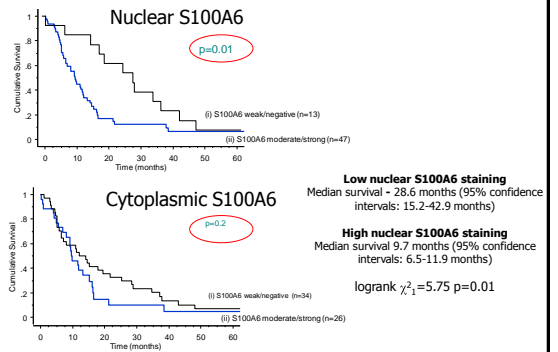 Nuclear S100A6
p=0.01
Cumulative Survival
1
.8
.6
.4
.2
0
(i) S100A6 weak/negative (n=13)
(ii) S100A6 moderate/strong (n=47)
0 10 20 30 40 50 60
Time (months)
Cytoplasmic S100A6
p=0.2
Cumulative Survival
1
.8
.6
.4
.2
0
(i) S100A6 weak/negative (n=34)
(ii) S100A6 moderate/strong (n=26)
0 10 20 30 40 50 60
Time (months)
Low nuclear S100A6 staining
Median survival - 28.6 months (95% confidence
intervals: 15.2-42.9 months)
High nuclear S100A6 staining
Median survival 9.7 months (95% confidence
intervals: 6.5-11.9 months)
logrank χ²₁=5.75 p=0.01